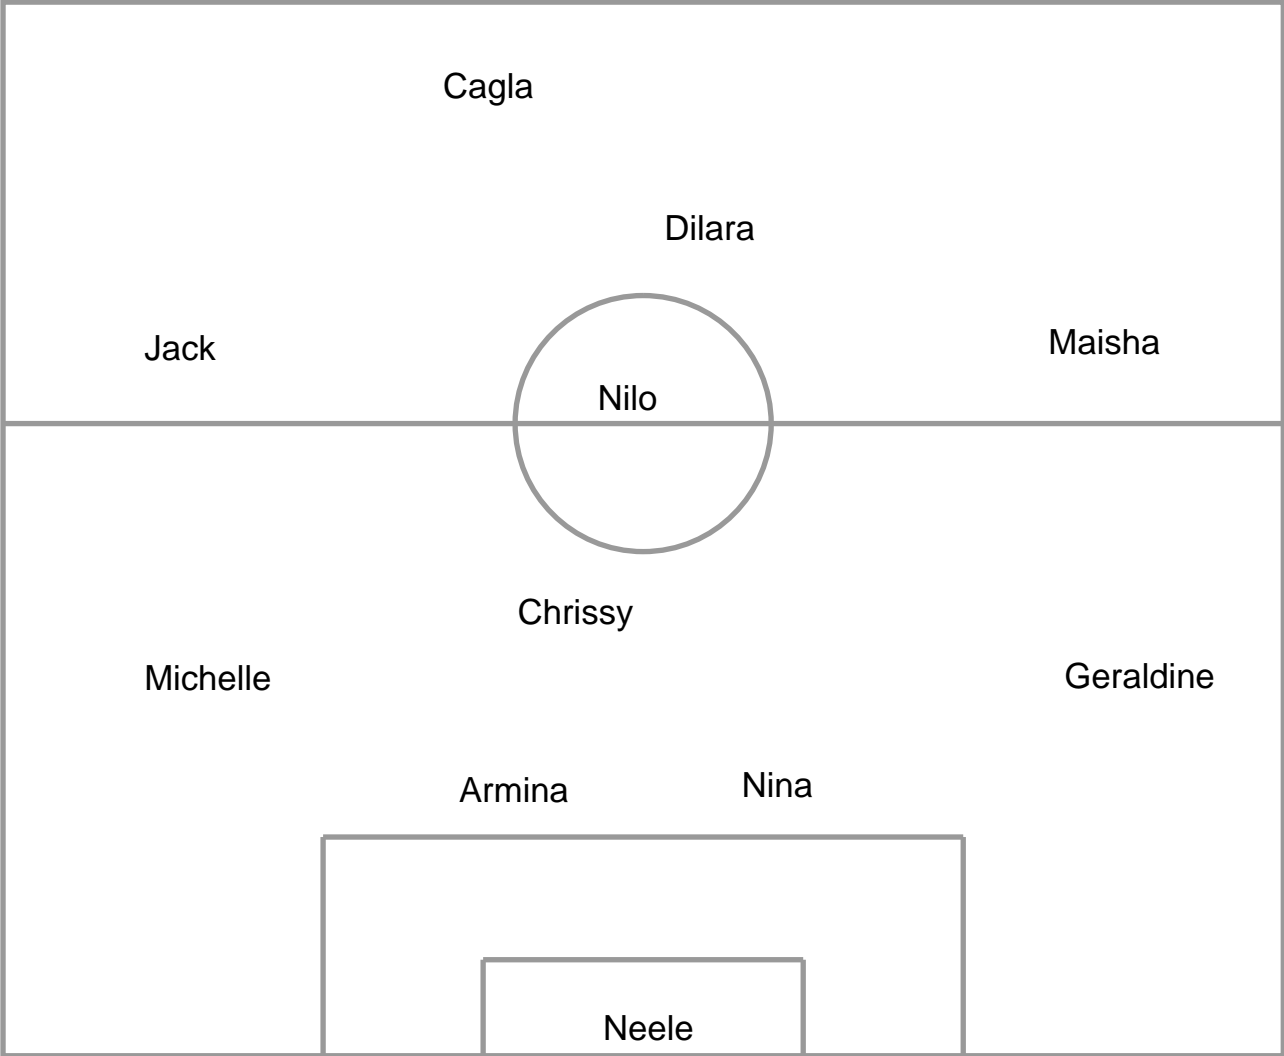 Cagla
Dilara
Jack
Maisha
Nilo
Chrissy
Michelle
Geraldine
Armina
Nina
Neele